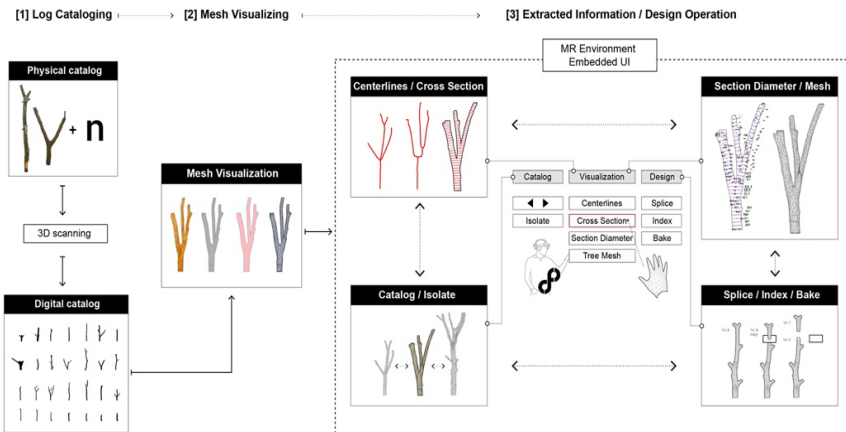 [1] Log Cataloging
[2] Mesh Visualizing
[3] Extracted Information / Design Operation
MR Environment
Embedded UI
Physical catalog
+ n
3D scanning
Digital catalog
Mesh Visualization
Centerlines / Cross Section
Section Diameter / Mesh
Catalog
Visualization
Design
Isolate
Centerlines
Cross Section
Section Diameter
Tree Mesh
Splice
Index
Bake
Catalog / Isolate
Splice / Index / Bake